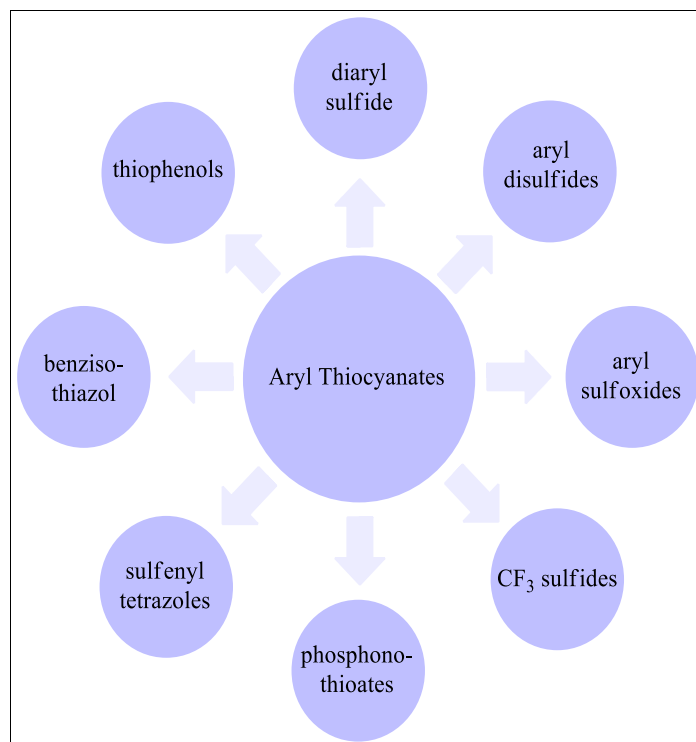 diaryl
sulfide
aryl
disulfides
thiophenols
benziso-
thiazol
Aryl Thiocyanates
aryl
sulfoxides
sulfenyl
tetrazoles
CF₃ sulfides
phosphono-
thioates